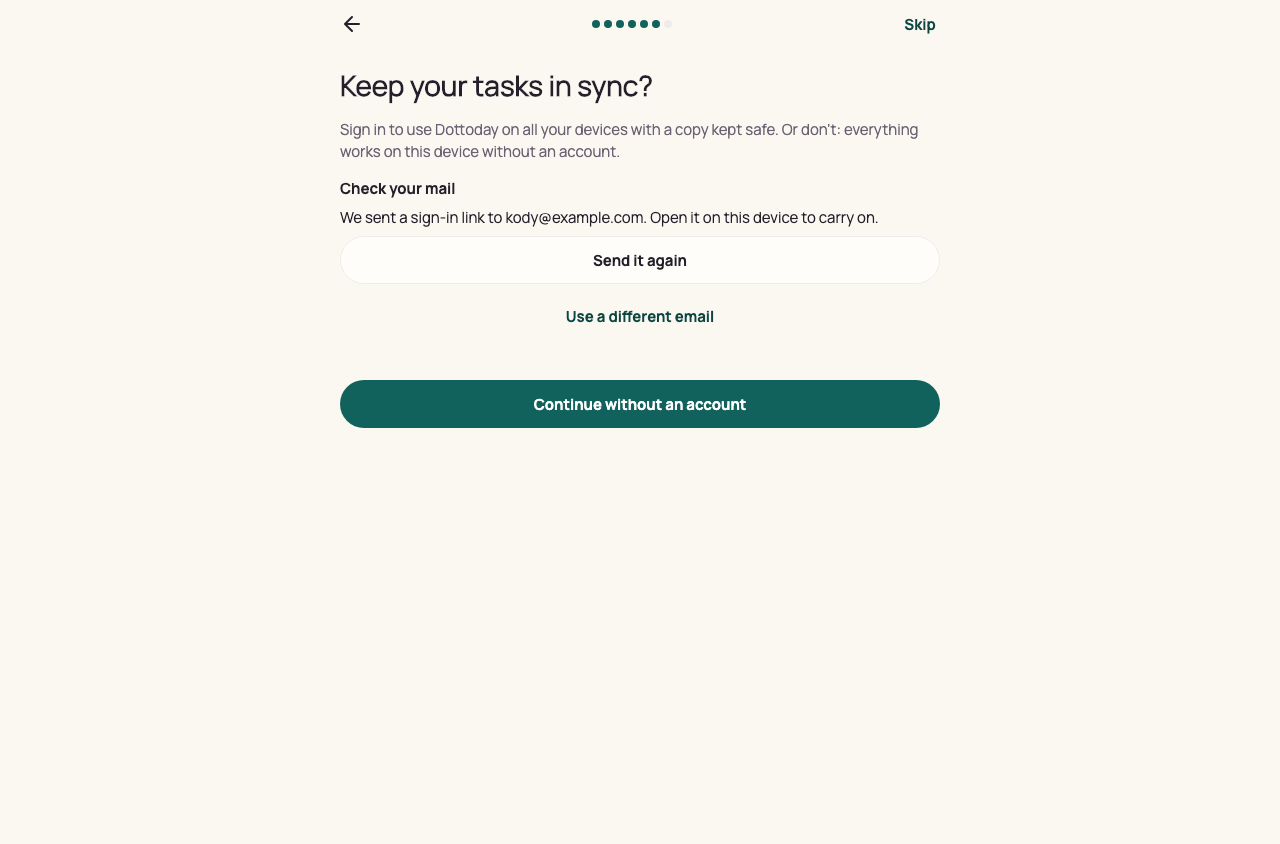 Skip
Keep your tasks in sync?
Sign in to use Dottoday on all your devices with a copy kept safe. Or don't: everything
works on this device without an account.
Check your mail
We sent a sign-in link to kody@example.com. Open it on this device to carry on.
Send it again
Use a different email
Continue without an account